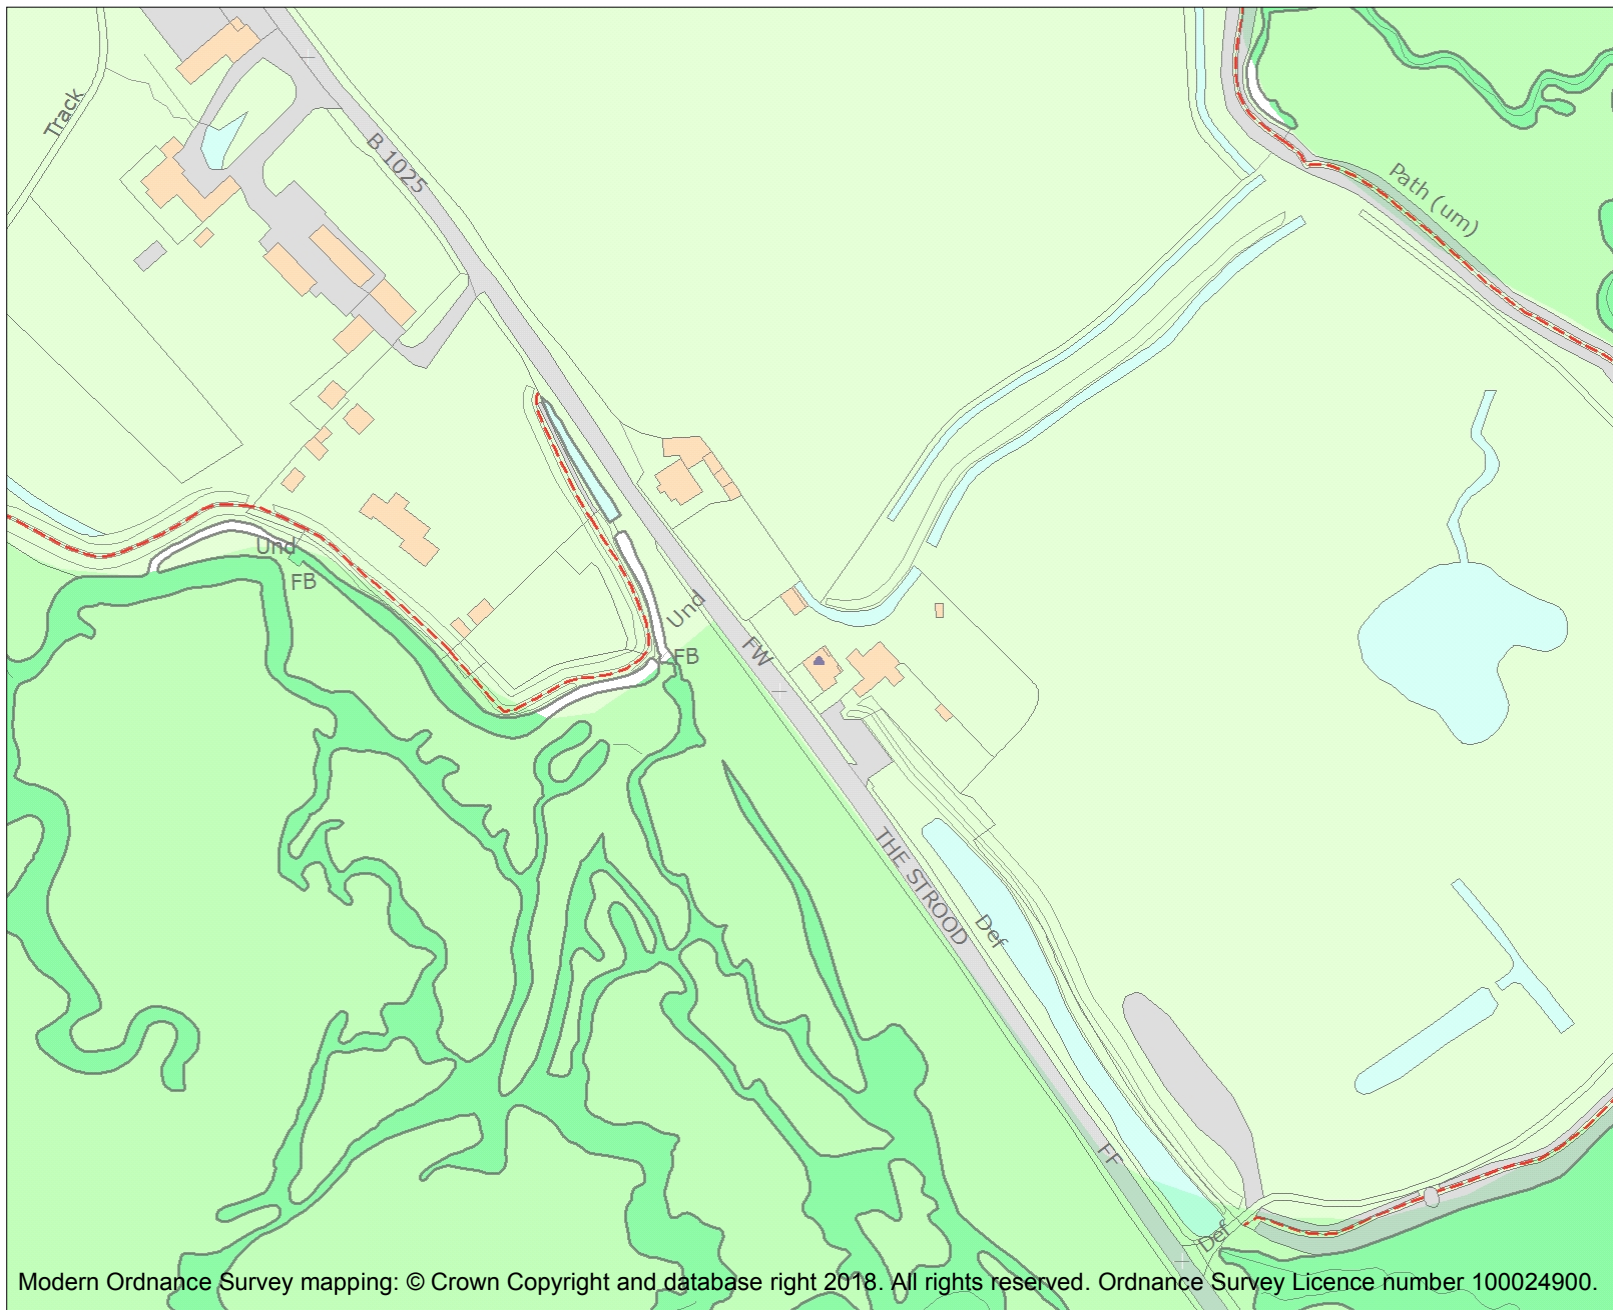 Track
B 1025
Path (um)
Und
FB
Und
FB
FW
THE STROOD
Def
FF
Def
Modern Ordnance Survey mapping: © Crown Copyright and database right 2018. All rights reserved. Ordnance Survey Licence number 100024900.